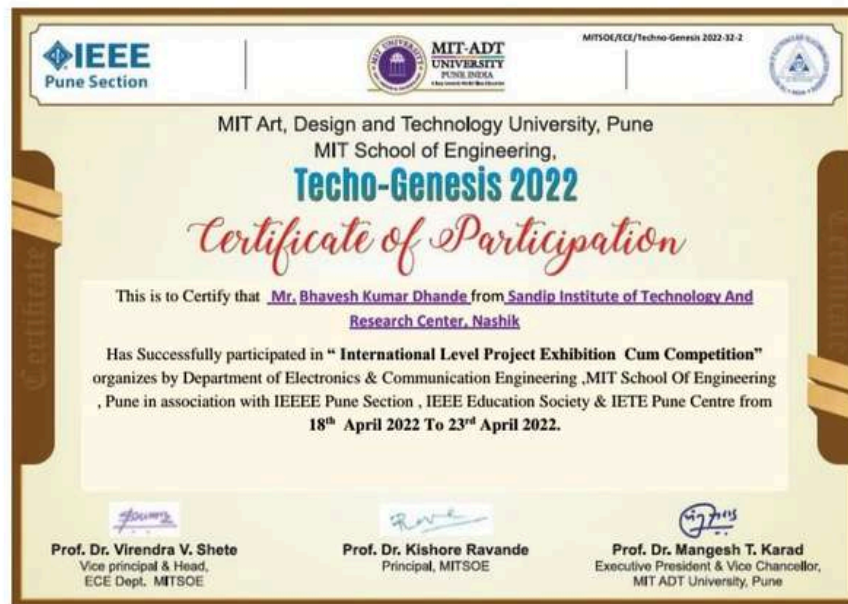 IEEE
Pune Section
MIT-ADT
UNIVERSITY
PUNE, INDIA
MITSOE/ECE/Techno-Genesis 2022-32-2
MIT Art, Design and Technology University, Pune
MIT School of Engineering,
Techo-Genesis 2022
Certificate of Participation
Certificate
This is to Certify that Mr. Bhavesh Kumar Dhande from Sandip Institute of Technology And
Research Center, Nashik
Has Successfully participated in “ International Level Project Exhibition Cum Competition”
organizes by Department of Electronics & Communication Engineering ,MIT School Of Engineering
, Pune in association with IEEEE Pune Section , IEEE Education Society & IETE Pune Centre from
18th April 2022 To 23rd April 2022.
Prof. Dr. Virendra V. Shete
Vice principal & Head,
ECE Dept. MITSOE
Prof. Dr. Kishore Ravande
Principal, MITSOE
Prof. Dr. Mangesh T. Karad
Executive President & Vice Chancellor,
MIT ADT University, Pune